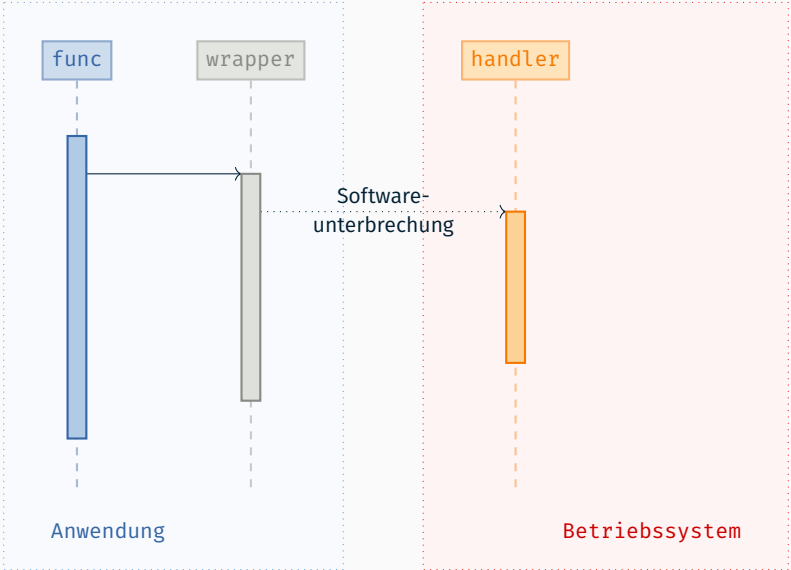 func
wrapper
handler
Software-
unterbrechung
Anwendung
Betriebssystem